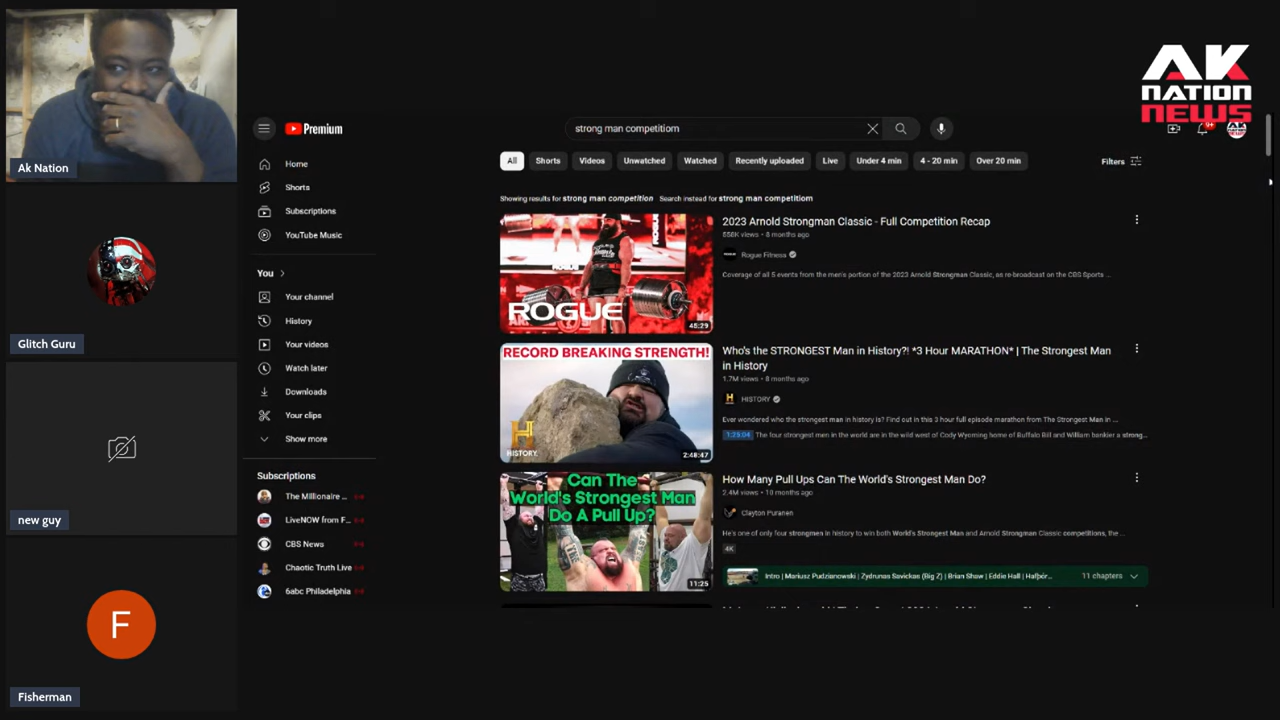 AK
NATION
NEWS
Ak Nation
Glitch Guru
new guy
F
Fisherman
Premium
strong man competitiom
9+
Home
Shorts
Subscriptions
YouTube Music
You
Your channel
History
Your videos
Watch later
Downloads
Your clips
Show more
Subscriptions
The Millionaire ...
LiveNOW from F...
CBS News
Chaotic Truth Live
6abc Philadelphia
All
Shorts
Videos
Unwatched
Watched
Recently uploaded
Live
Under 4 min
4 - 20 min
Over 20 min
Filters
Showing results for strong man competition Search instead for strong man competitiom
ROGUE
45:29
2023 Arnold Strongman Classic - Full Competition Recap
views • 8 months ago
Rogue Fitness
Coverage of all 5 events from the men's portion of the 2023 Arnold Strongman Classic, as re-broadcast on the CBS Sports ...
RECORD BREAKING STRENGTH!
H
HISTORY.
2:48:47
Who's the STRONGEST Man in History?! *3 Hour MARATHON* | The Strongest Man
in History
1.7M views • 8 months ago
HISTORY
Ever wondered who the strongest man in history is? Find out in this 3 hour full episode marathon from The Strongest Man in ...
The four strongest men in the world are in the wild west of Cody Wyoming home of Buffalo Bill and William bankier a strong...
Can The
World's Strongest Man
Do A Pull Up?
11:25
How Many Pull Ups Can The World's Strongest Man Do?
2.4M views • 10 months ago
Clayton Puranen
He's one of only four strongmen in history to win both World's Strongest Man and Arnold Strongman Classic competitions, the ...
4K
Intro | Mariusz Pudzianowski | Zydrunas Savickas (Big Z) | Brian Shaw | Eddie Hall | Hafþór...
11 chapters